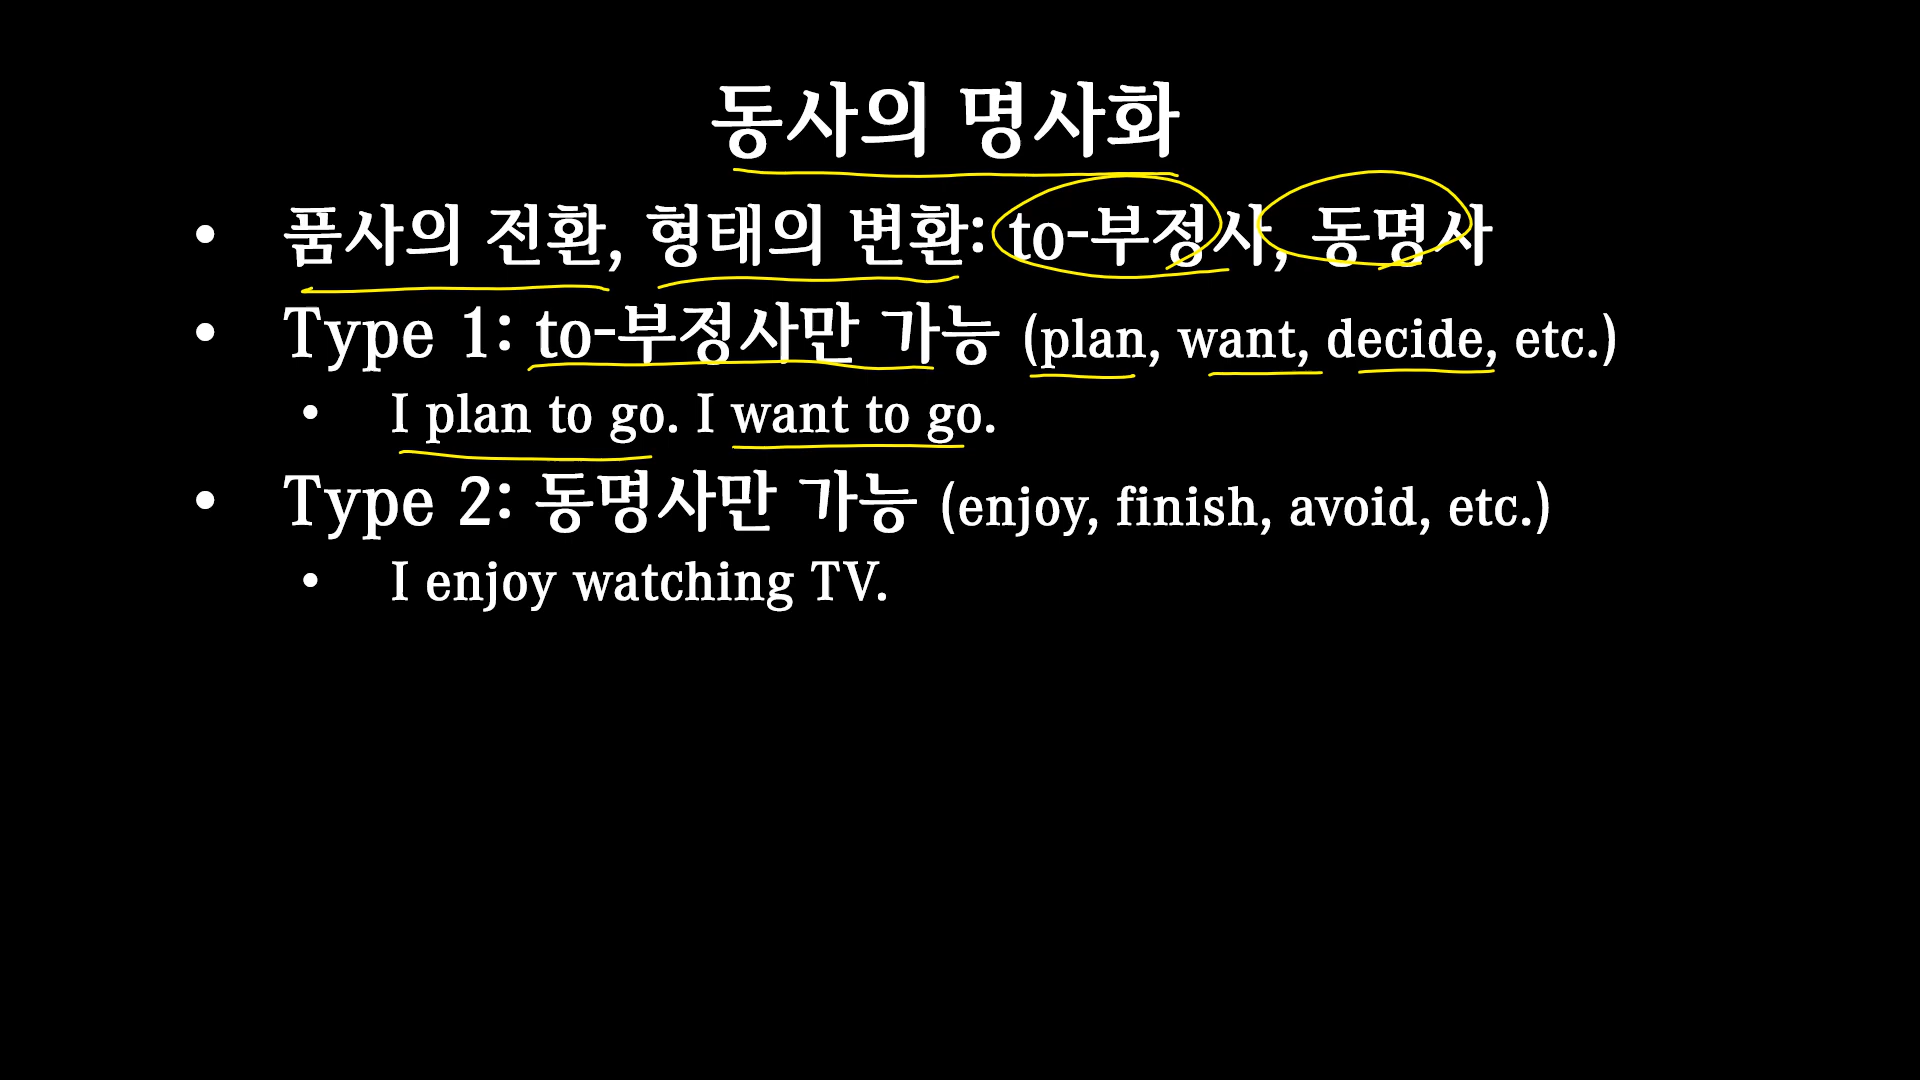 동사의 명사화
• 품사의 전환, 형태의 변환: to-부정사, 동명사
• Type 1: to-부정사만 가능 (plan, want, decide, etc.)
• I plan to go. I want to go.
• Type 2: 동명사만 가능 (enjoy, finish, avoid, etc.)
• I enjoy watching TV.